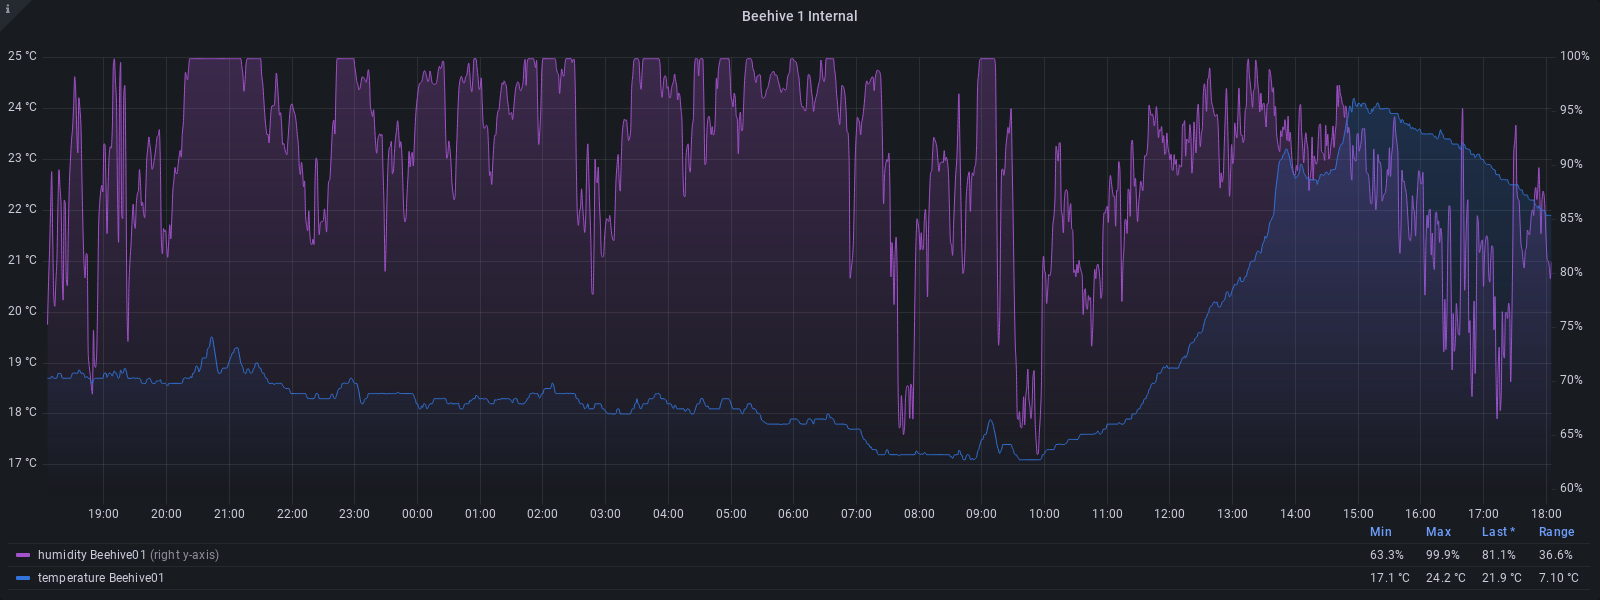 i
Beehive 1 Internal
25 °C 100%
24 °C 95%
23 °C 90%
22 °C 85%
21 °C 80%
20 °C 75%
19 °C 70%
18 °C 65%
17 °C 60%
19:00 20:00 21:00 22:00 23:00 00:00 01:00 02:00 03:00 04:00 05:00 06:00 07:00 08:00 09:00 10:00 11:00 12:00 13:00 14:00 15:00 16:00 17:00 18:00
Min Max Last * Range
humidity Beehive01 (right y-axis) 63.3% 99.9% 81.1% 36.6%
temperature Beehive01 17.1 °C 24.2 °C 21.9 °C 7.10 °C